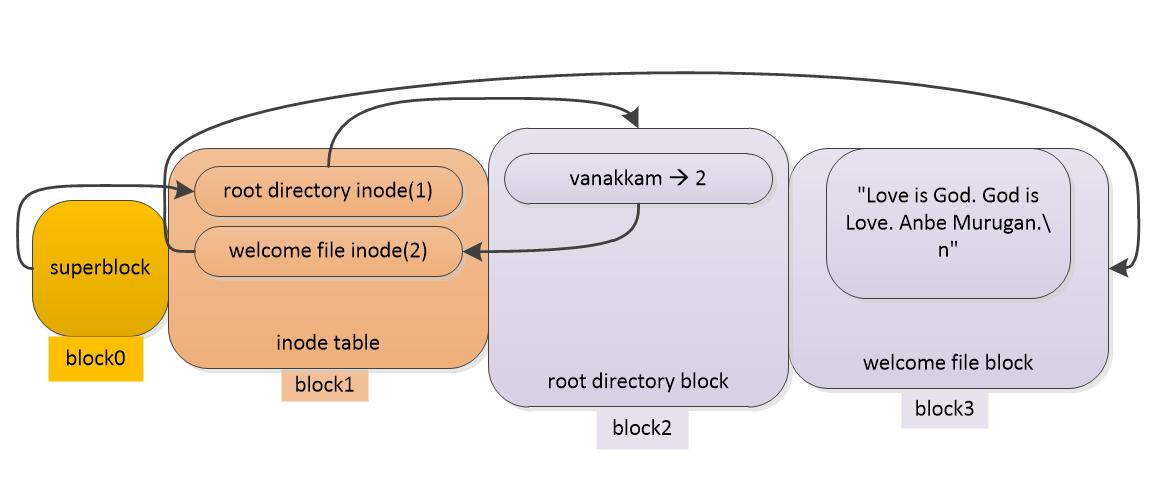 superblock
block0
root directory inode(1)
welcome file inode(2)
inode table
block1
vanakkam → 2
root directory block
block2
"Love is God. God is
Love. Anbe Murugan.\
n"
welcome file block
block3